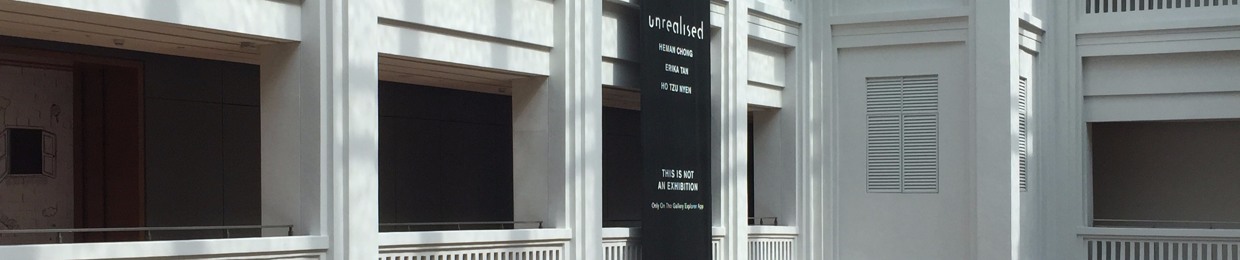 unrealised
HEMAN CHONG
ERIKA TAN
HO TZU NYEN
THIS IS NOT
AN EXHIBITION
Only On The Gallery Explorer App